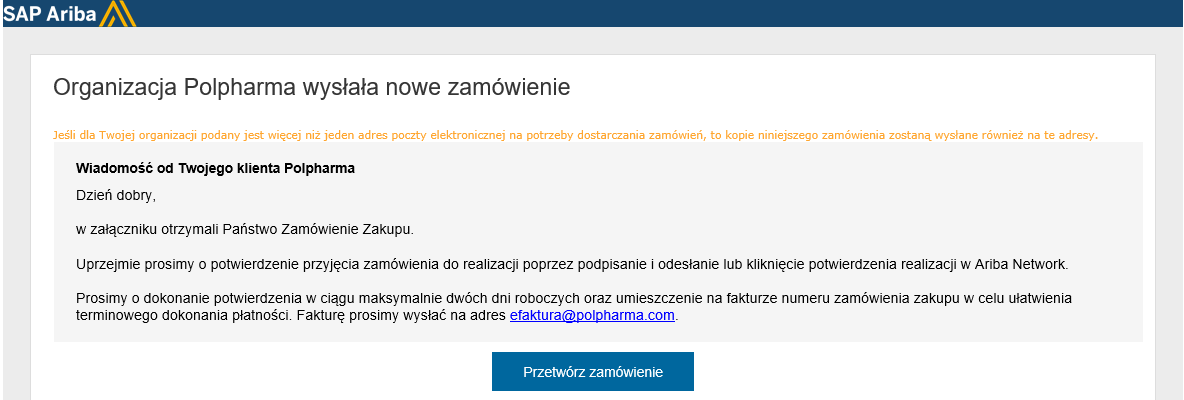 SAP Ariba
Organizacja Polpharma wysłała nowe zamówienie
Jeśli dla Twojej organizacji podany jest więcej niż jeden adres poczty elektronicznej na potrzeby dostarczania zamówień, to kopie niniejszego zamówienia zostaną wysłane również na te adresy.
Wiadomość od Twojego klienta Polpharma
Dzień dobry,
w załączniku otrzymali Państwo Zamówienie Zakupu.
Uprzejmie prosimy o potwierdzenie przyjęcia zamówienia do realizacji poprzez podpisanie i odesłanie lub kliknięcie potwierdzenia realizacji w Ariba Network.
Prosimy o dokonanie potwierdzenia w ciągu maksymalnie dwóch dni roboczych oraz umieszczenie na fakturze numeru zamówienia zakupu w celu ułatwienia
terminowego dokonania płatności. Fakturę prosimy wysłać na adres efaktura@polpharma.com.
Przetwórz zamówienie